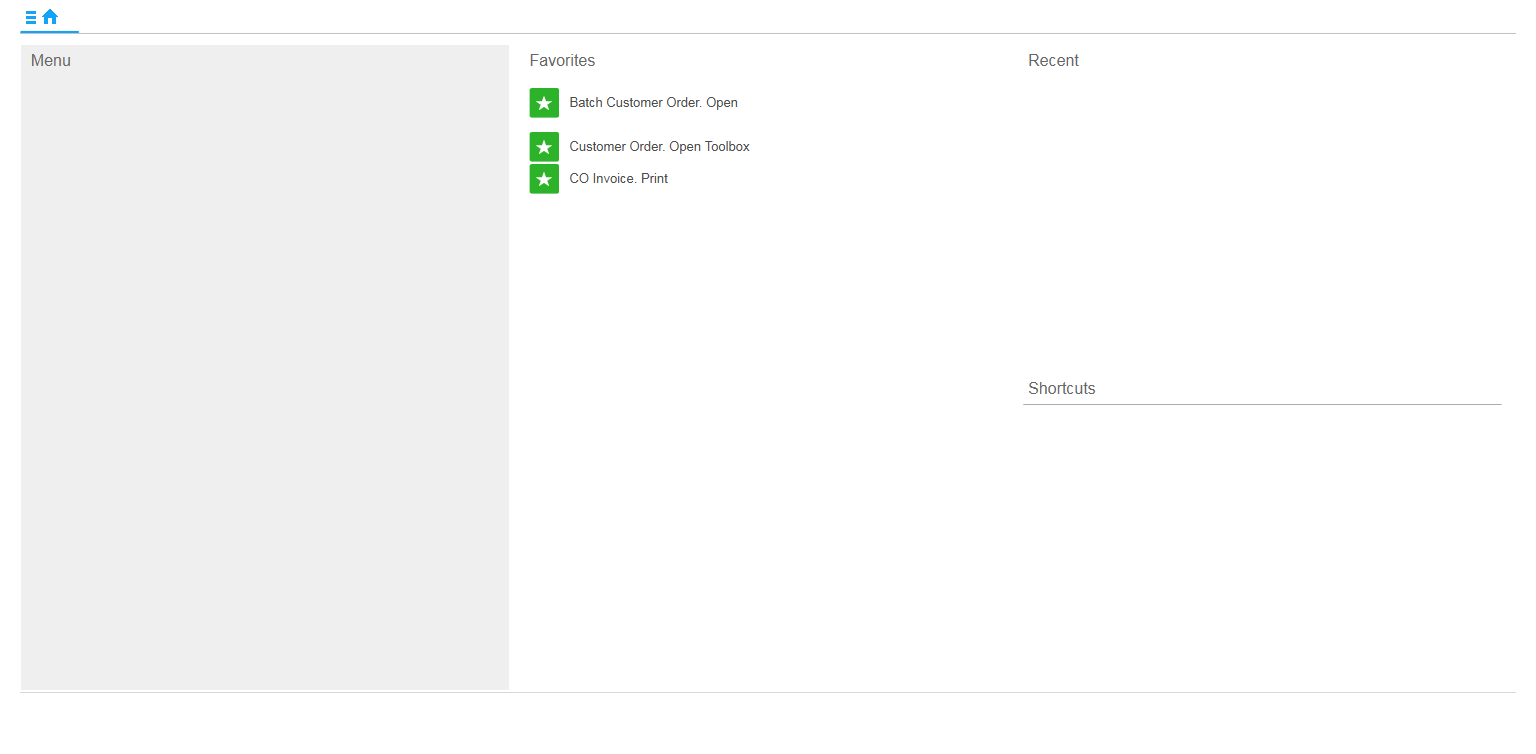 Menu
Favorites
Batch Customer Order. Open
Customer Order. Open Toolbox
CO Invoice. Print
Recent
Shortcuts